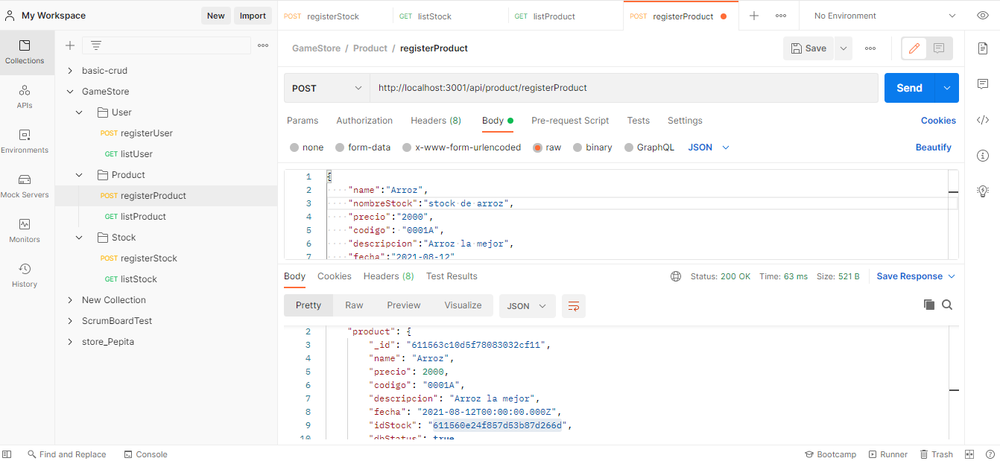 My Workspace
New
Import
POST registerStock
GET listStock
GET listProduct
POST registerProduct
No Environment
Collections
APIs
Environments
Mock Servers
Monitors
History
basic-crud
GameStore
User
POST registerUser
GET listUser
Product
POST registerProduct
GET listProduct
Stock
POST registerStock
GET listStock
New Collection
ScrumBoardTest
store_Pepita
GameStore / Product / registerProduct
Save
POST
http://localhost:3001/api/product/registerProduct
Send
Params
Authorization
Headers (8)
Body
Pre-request Script
Tests
Settings
Cookies
none
form-data
x-www-form-urlencoded
raw
binary
GraphQL
JSON
Beautify
1 {
2 "name":"Arroz",
3 "nombreStock":"stock de arroz",
4 "precio":"2000",
5 "codigo": "0001A",
6 "descripcion":"Arroz la mejor",
7 "fecha":"2021-08-12"
Body
Cookies
Headers (8)
Test Results
Status: 200 OK
Time: 63 ms
Size: 521 B
Save Response
Pretty
Raw
Preview
Visualize
JSON
2 "product": {
3 "_id": "611563c10d5f78083032cf11",
4 "name": "Arroz",
5 "precio": 2000,
6 "codigo": "0001A",
7 "descripcion": "Arroz la mejor",
8 "fecha": "2021-08-12T00:00:00.000Z",
9 "idStock": "611560e24f857d53b87d266d",
10 "dbStatus": true
Find and Replace
Console
Bootcamp
Runner
Trash